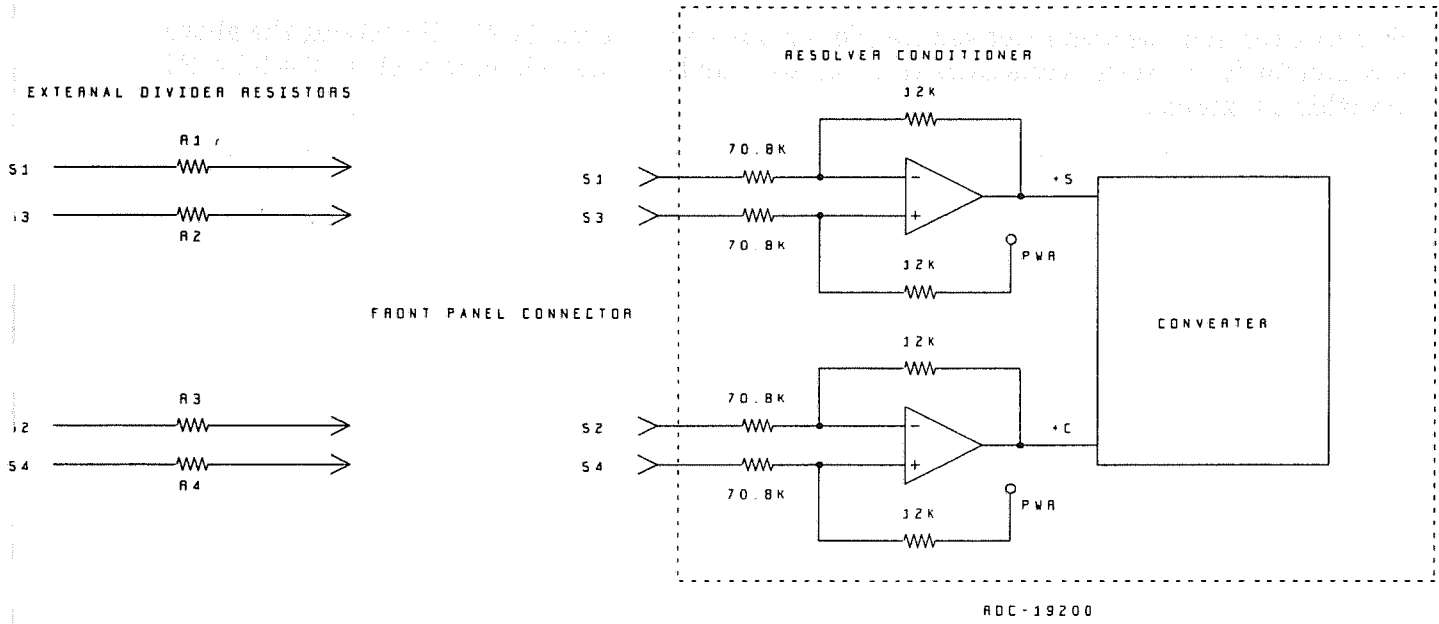 RESOLVER CONDITIONER
EXTERNAL DIVIDER RESISTORS
12K
R1
70.8K
S1
S1
+S
S3
S3
R2
70.8K
PWR
12K
FRONT PANEL CONNECTOR
CONVERTER
12K
R3
70.8K
S2
S2
+C
S4
S4
R4
70.8K
PWR
12K
RDC-19200